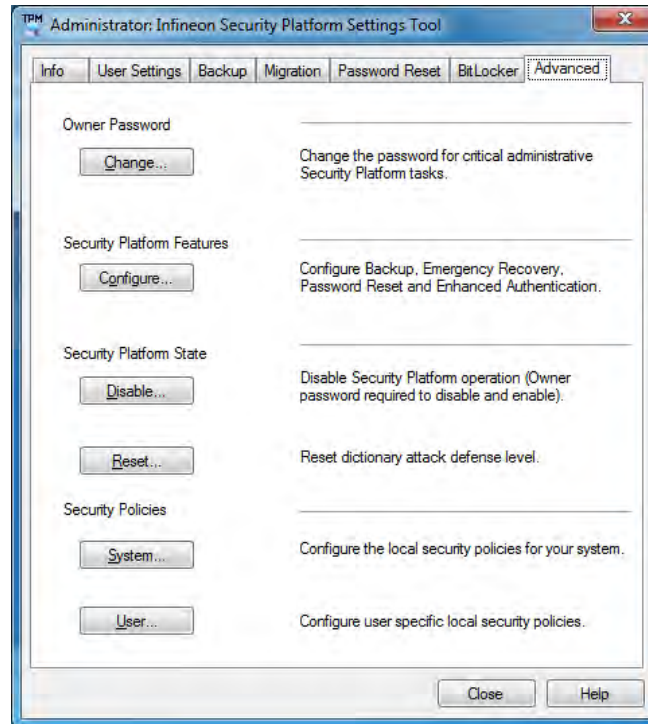 TPM Administrator: Infineon Security Platform Settings Tool
Info User Settings Backup Migration Password Reset BitLocker Advanced
Owner Password
Change...
Change the password for critical administrative
Security Platform tasks.
Security Platform Features
Configure...
Configure Backup, Emergency Recovery,
Password Reset and Enhanced Authentication.
Security Platform State
Disable...
Disable Security Platform operation (Owner
password required to disable and enable).
Reset...
Reset dictionary attack defense level.
Security Policies
System...
Configure the local security policies for your system.
User...
Configure user specific local security policies.
Close Help